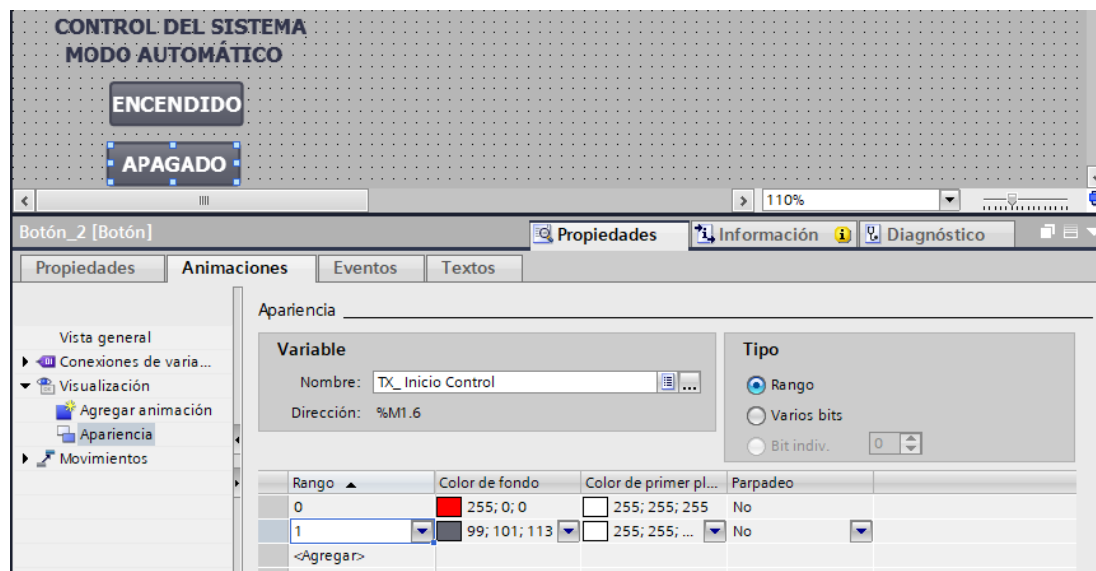 CONTROL DEL SISTEMA
MODO AUTOMÁTICO
ENCENDIDO
APAGADO
110%
Botón_2 [Botón]
Propiedades
Información
Diagnóstico
Propiedades
Animaciones
Eventos
Textos
Apariencia
Vista general
Conexiones de varia...
Visualización
Agregar animación
Apariencia
Movimientos
Variable
Nombre: TX_ Inicio Control
...
Dirección: %M1.6
Tipo
Rango
Varios bits
Bit indiv. 0
Rango Color de fondo Color de primer pl... Parpadeo
0 255; 0; 0 255; 255; 255 No
1 99; 101; 113 255; 255; ... No
<Agregar>